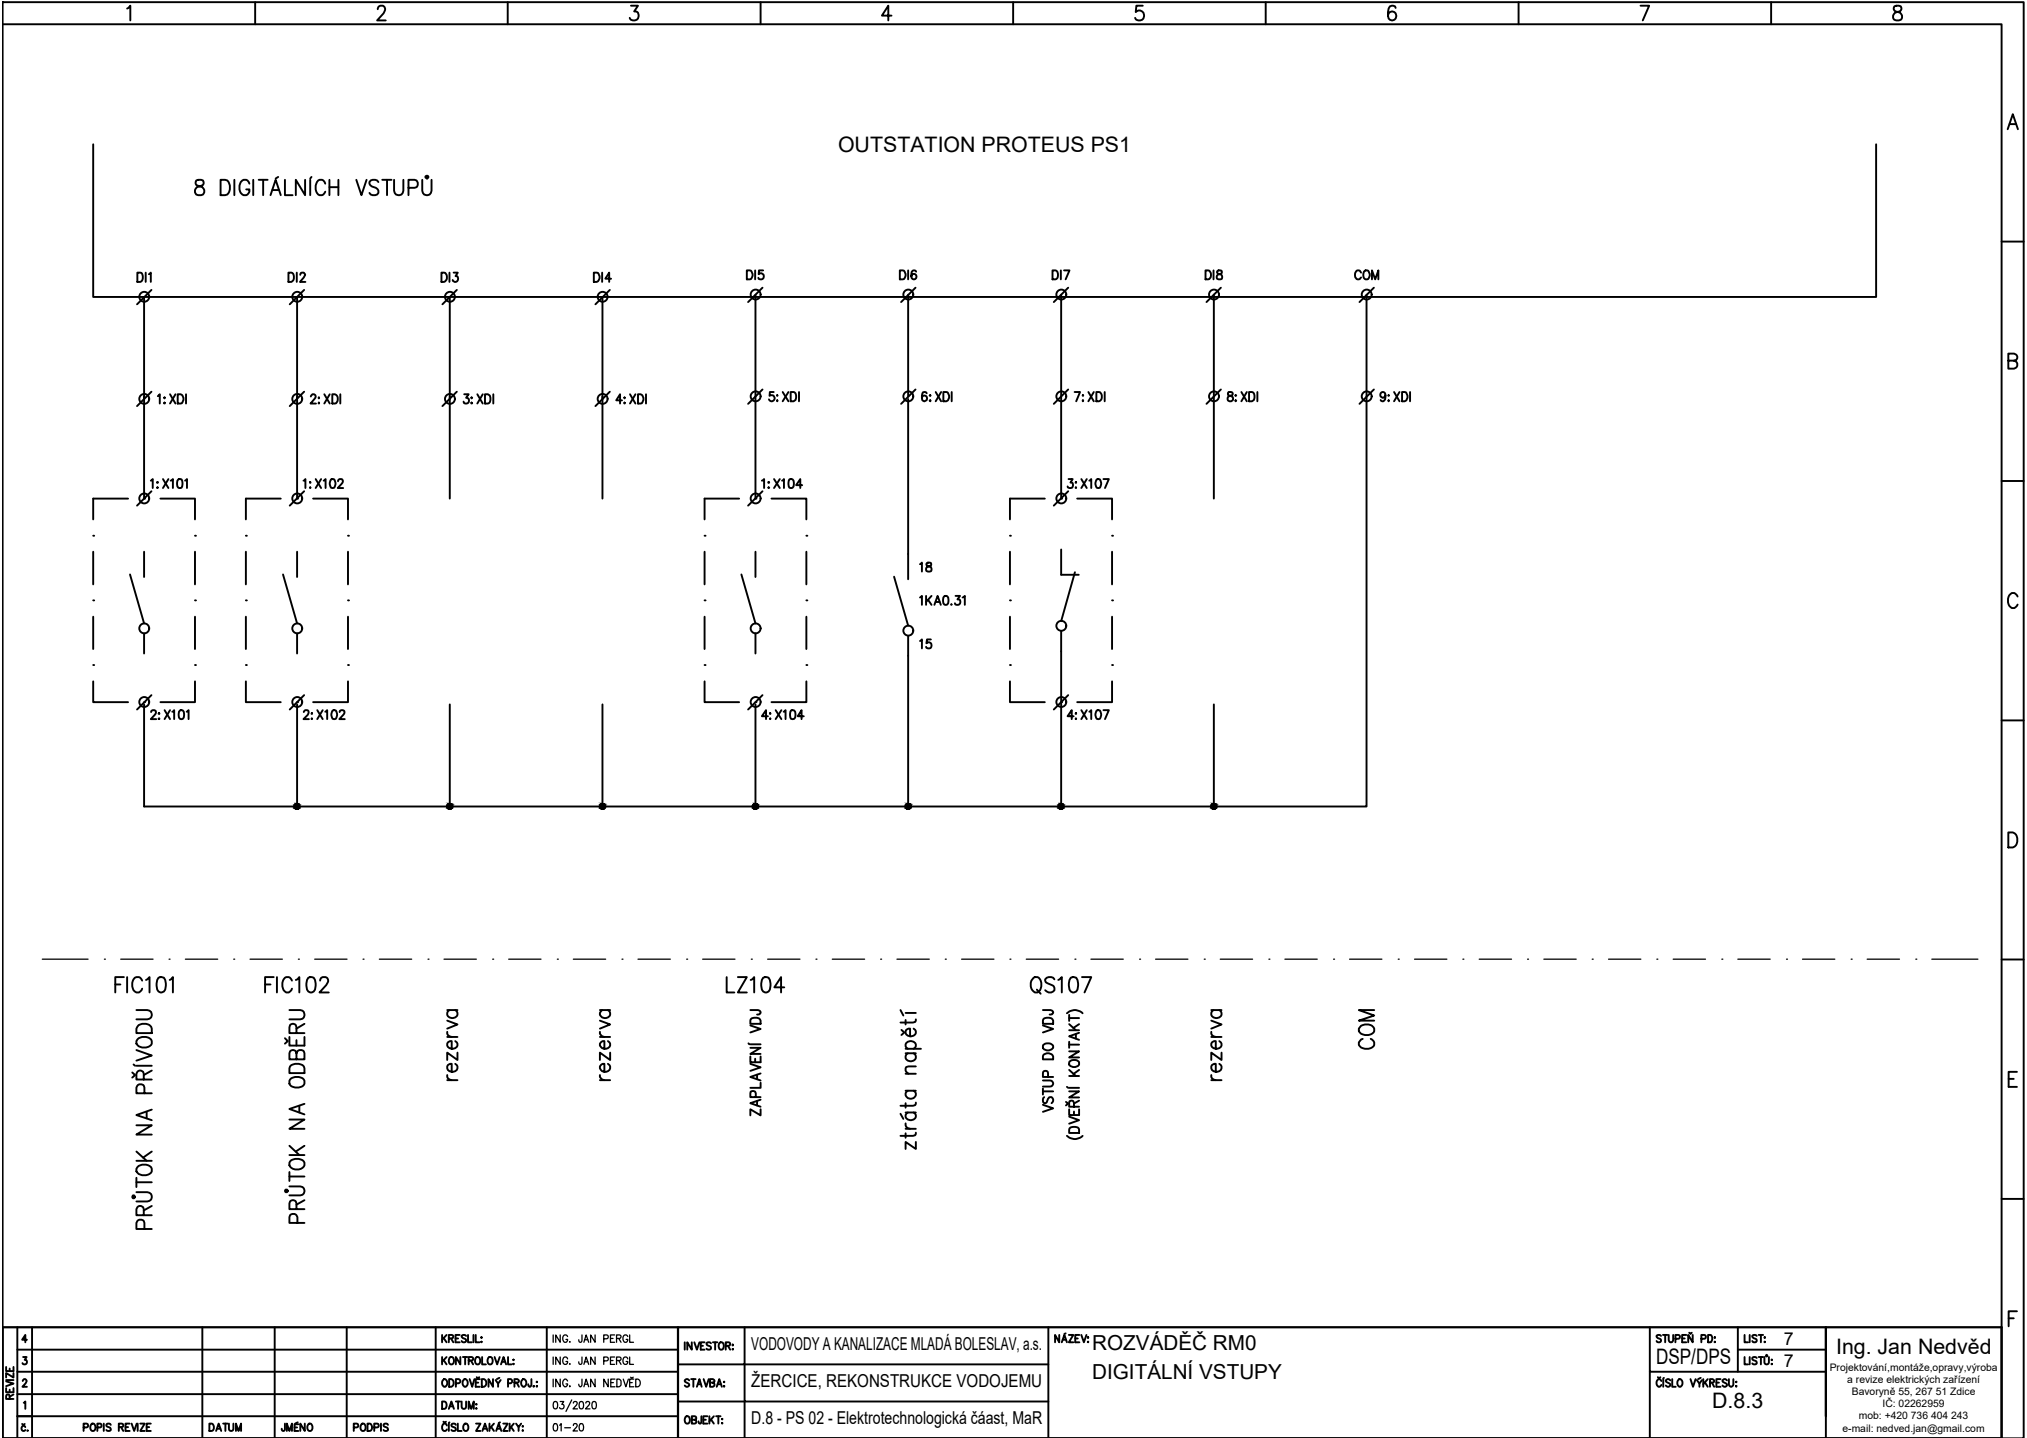 1 2 3 4 5 6 7 8
A
OUTSTATION PROTEUS PS1
8 DIGITÁLNÍCH VSTUPŮ
DI1 DI2 DI3 DI4 DI5 DI6 DI7 DI8 COM
B
1:XDI 2:XDI 3:XDI 4:XDI 5:XDI 6:XDI 7:XDI 8:XDI 9:XDI
1:X101 1:X102 1:X104 3:X107
18
1KA0.31
C
15
2:X101 2:X102 4:X104 4:X107
D
FIC101 FIC102 LZ104 QS107
PRŮTOK NA PŘÍVODU
PRŮTOK NA ODBĚRU
rezerva
rezerva
ZAPLAVENÍ VDJ
ztráta napětí
VSTUP DO VDJ
(DVEŘNÍ KONTAKT)
rezerva
COM
E
F
REVIZE
4
3
2
1
č. POPIS REVIZE DATUM JMÉNO PODPIS
KRESLIL: ING. JAN PERGL
KONTROLOVAL: ING. JAN PERGL
ODPOVĚDNÝ PROJ.: ING. JAN NEDVĚD
DATUM: 03/2020
ČÍSLO ZAKÁZKY: 01-20
INVESTOR: VODOVODY A KANALIZACE MLADÁ BOLESLAV, a.s.
STAVBA: ŽERCICE, REKONSTRUKCE VODOJEMU
OBJEKT: D.8 - PS 02 - Elektrotechnologická čáast, MaR
NÁZEV: ROZVÁDĚČ RM0
DIGITÁLNÍ VSTUPY
STUPEŇ PD:
DSP/DPS
LIST: 7
LISTŮ: 7
ČÍSLO VÝKRESU:
D.8.3
Ing. Jan Nedvěd
Projektování,montáže,opravy,výroba
a revize elektrických zařízení
Bavoryně 55, 267 51 Zdice
IČ: 02262959
mob: +420 736 404 243
e-mail: nedved.jan@gmail.com